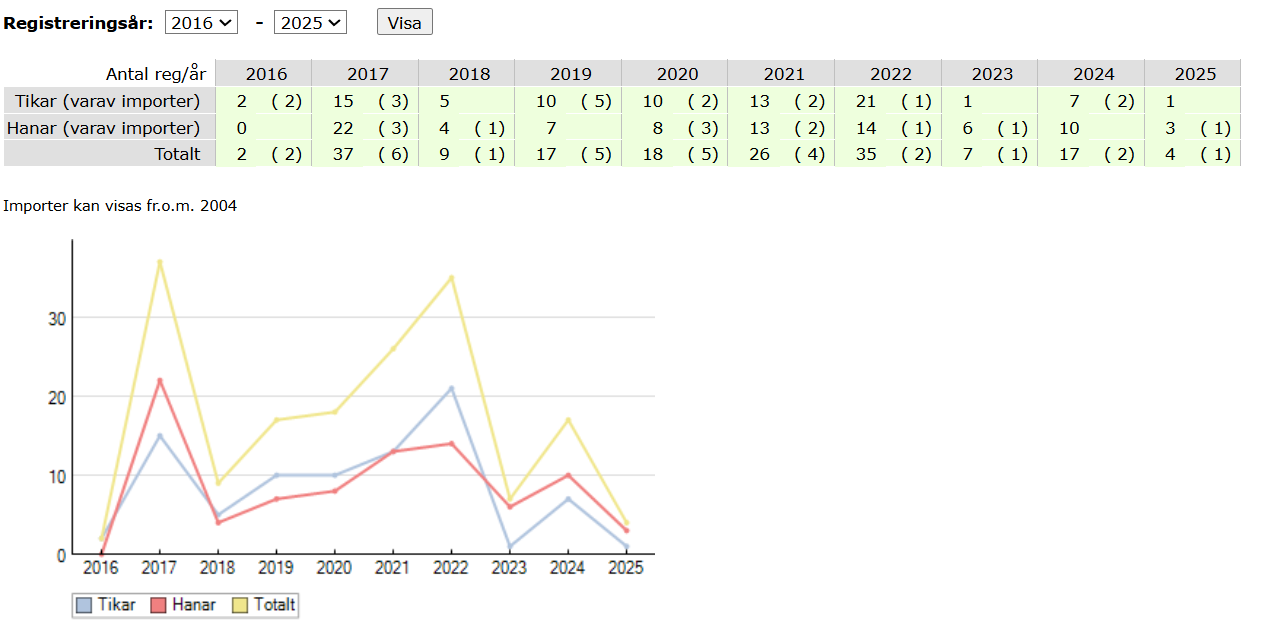 Registreringsår: 2016 - 2025 Visa
Antal reg/år 2016 2017 2018 2019 2020 2021 2022 2023 2024 2025
Tikar (varav importer) 2 ( 2) 15 ( 3) 5 10 ( 5) 10 ( 2) 13 ( 2) 21 ( 1) 1 7 ( 2) 1
Hanar (varav importer) 0 22 ( 3) 4 ( 1) 7 8 ( 3) 13 ( 2) 14 ( 1) 6 ( 1) 10 3 ( 1)
Totalt 2 ( 2) 37 ( 6) 9 ( 1) 17 ( 5) 18 ( 5) 26 ( 4) 35 ( 2) 7 ( 1) 17 ( 2) 4 ( 1)
Importer kan visas fr.o.m. 2004
30
20
10
0
2016 2017 2018 2019 2020 2021 2022 2023 2024 2025
Tikar Hanar Totalt